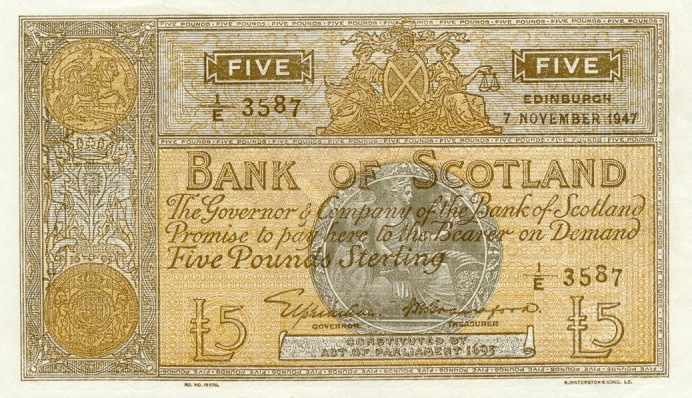 FIVE
FIVE
1/E 3587
EDINBURGH
7 NOVEMBER 1947
BANK OF SCOTLAND
The Governor & Company of the Bank of Scotland
Promise to pay here to the Bearer on Demand
Five Pounds Sterling
1/E 3587
£5
£5
GOVERNOR
TREASURER
CONSTITUTED BY
ACT OF PARLIAMENT 1695